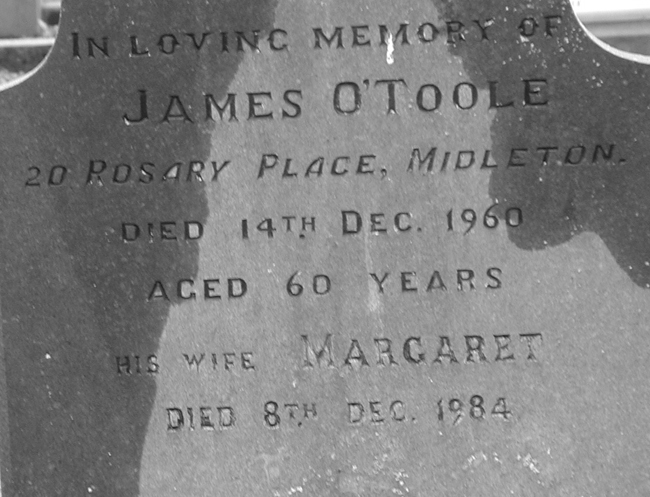 IN LOVING MEMORY OF
JAMES O'TOOLE
20 ROSARY PLACE, MIDLETON.
DIED 14TH DEC. 1960
AGED 60 YEARS
HIS WIFE MARGARET
DIED 8TH DEC. 1984